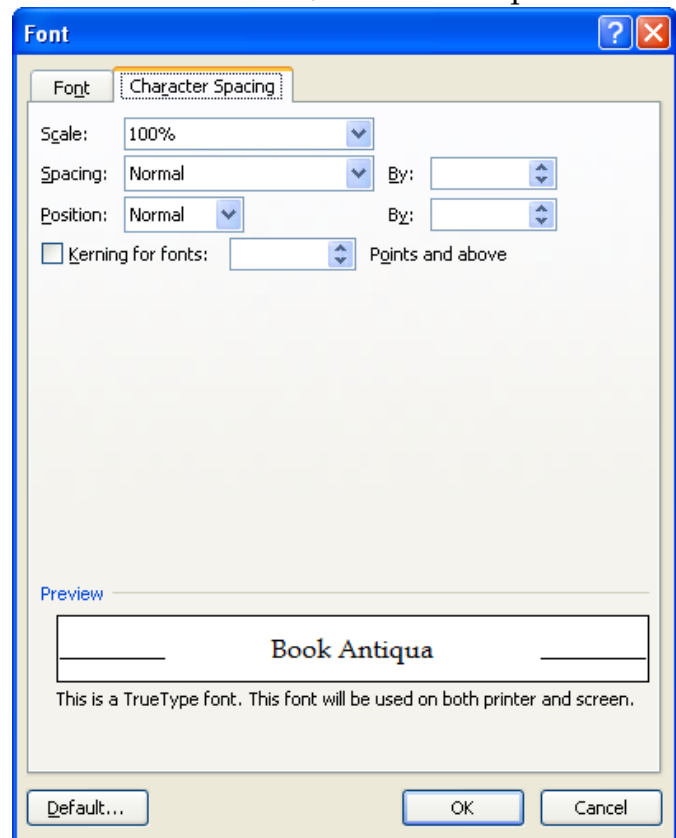 Font
Font Character Spacing
Scale: 100%
Spacing: Normal By:
Position: Normal By:
Kerning for fonts: Points and above
Preview
Book Antiqua
This is a TrueType font. This font will be used on both printer and screen.
Default... OK Cancel